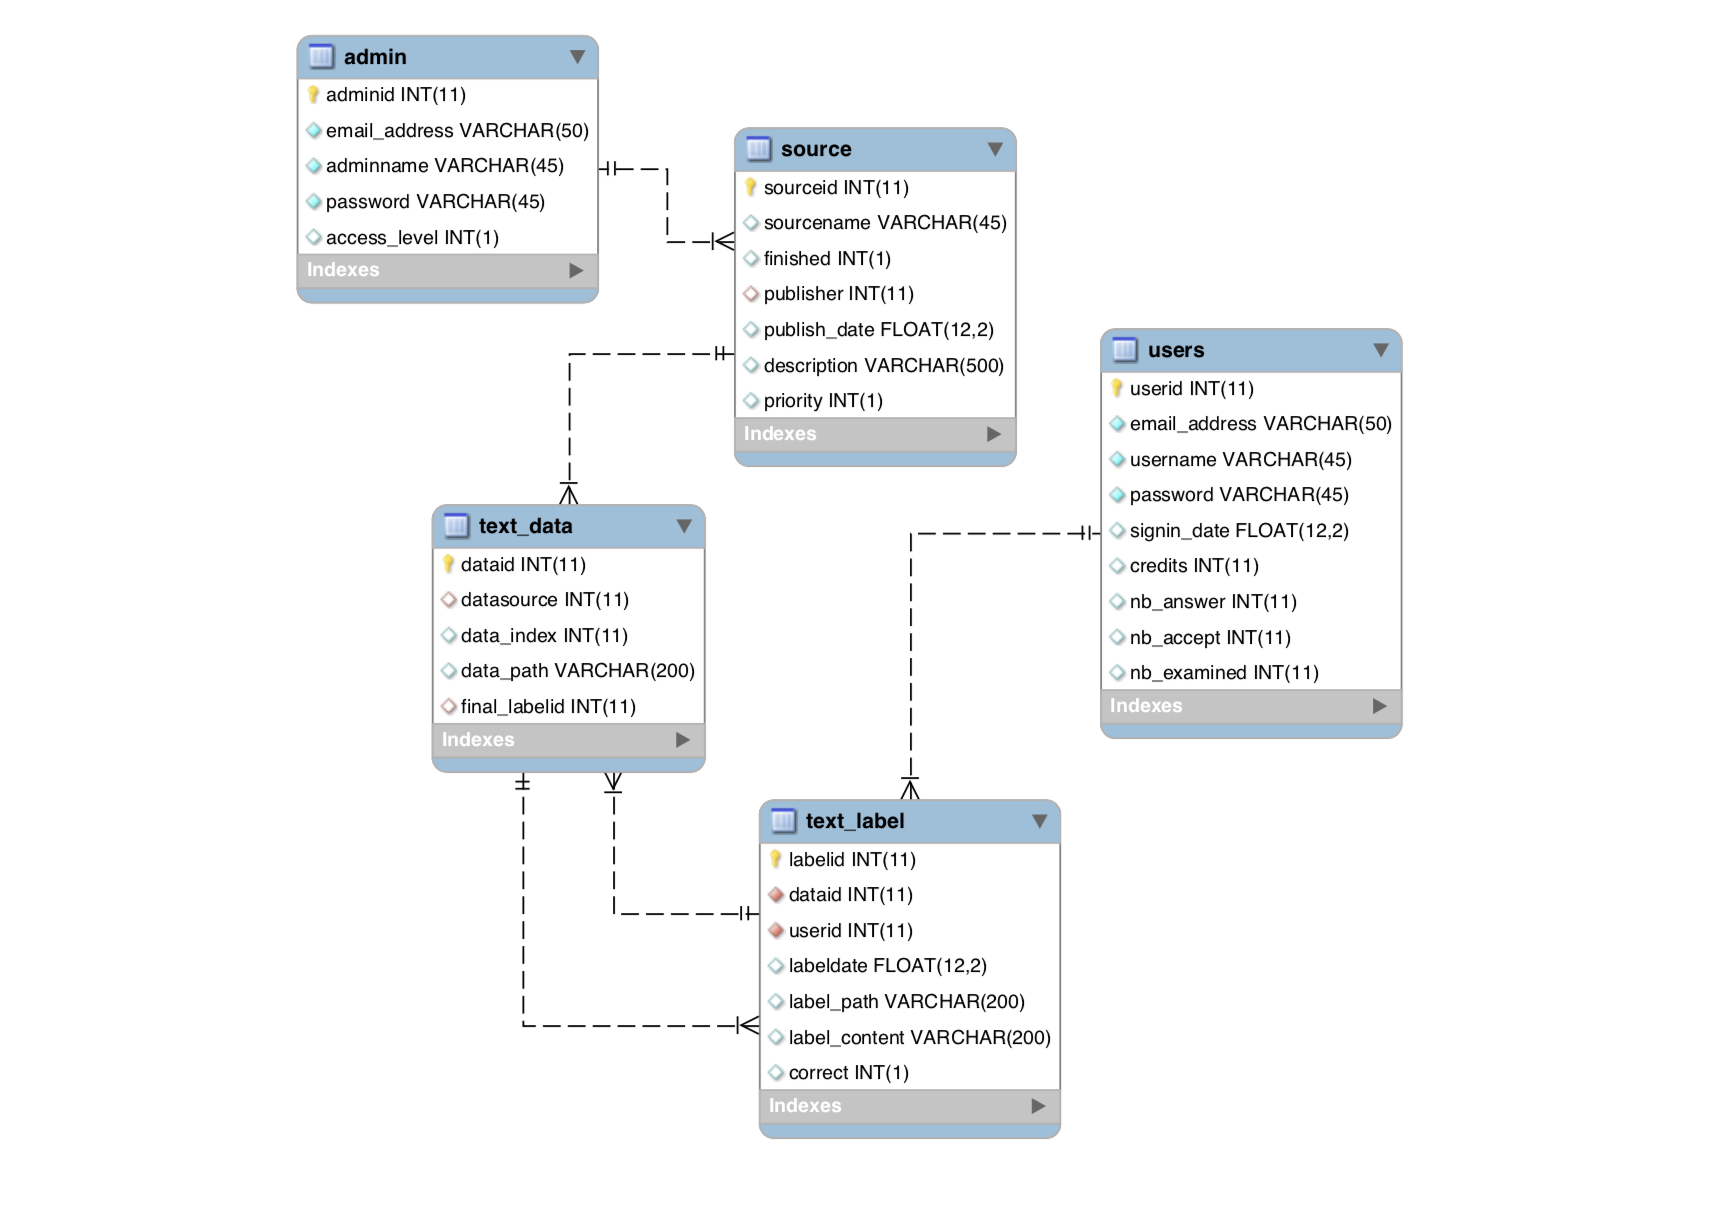 admin
adminid INT(11)
email_address VARCHAR(50)
adminname VARCHAR(45)
password VARCHAR(45)
access_level INT(1)
Indexes
source
sourceid INT(11)
sourcename VARCHAR(45)
finished INT(1)
publisher INT(11)
publish_date FLOAT(12,2)
description VARCHAR(500)
priority INT(1)
Indexes
users
userid INT(11)
email_address VARCHAR(50)
username VARCHAR(45)
password VARCHAR(45)
signin_date FLOAT(12,2)
credits INT(11)
nb_answer INT(11)
nb_accept INT(11)
nb_examined INT(11)
Indexes
text_data
dataid INT(11)
datasource INT(11)
data_index INT(11)
data_path VARCHAR(200)
final_labelid INT(11)
Indexes
text_label
labelid INT(11)
dataid INT(11)
userid INT(11)
labeldate FLOAT(12,2)
label_path VARCHAR(200)
label_content VARCHAR(200)
correct INT(1)
Indexes